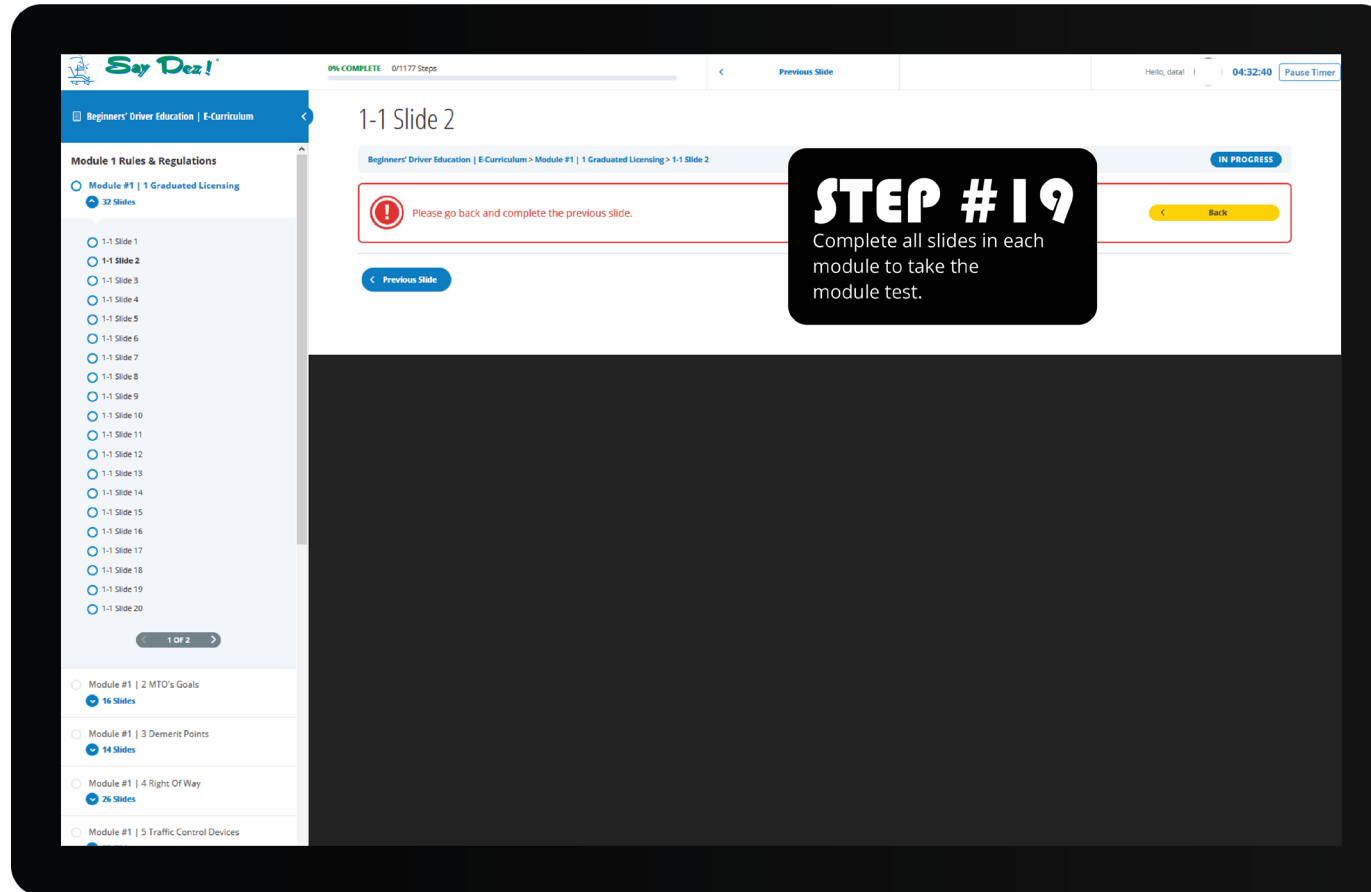 Say Dez!
0% COMPLETE 0/1177 Steps
Previous Slide
Hello, data!
04:32:40
Pause Timer
Beginners' Driver Education | E-Curriculum
Module 1 Rules & Regulations
Module #1 | 1 Graduated Licensing
32 Slides
1-1 Slide 1
1-1 Slide 2
1-1 Slide 3
1-1 Slide 4
1-1 Slide 5
1-1 Slide 6
1-1 Slide 7
1-1 Slide 8
1-1 Slide 9
1-1 Slide 10
1-1 Slide 11
1-1 Slide 12
1-1 Slide 13
1-1 Slide 14
1-1 Slide 15
1-1 Slide 16
1-1 Slide 17
1-1 Slide 18
1-1 Slide 19
1-1 Slide 20
1 OF 2
Module #1 | 2 MTO's Goals
16 Slides
Module #1 | 3 Demerit Points
14 Slides
Module #1 | 4 Right Of Way
26 Slides
Module #1 | 5 Traffic Control Devices
1-1 Slide 2
Beginners' Driver Education | E-Curriculum > Module #1 | 1 Graduated Licensing > 1-1 Slide 2
IN PROGRESS
Please go back and complete the previous slide.
Back
Previous Slide
STEP #19
Complete all slides in each
module to take the
module test.